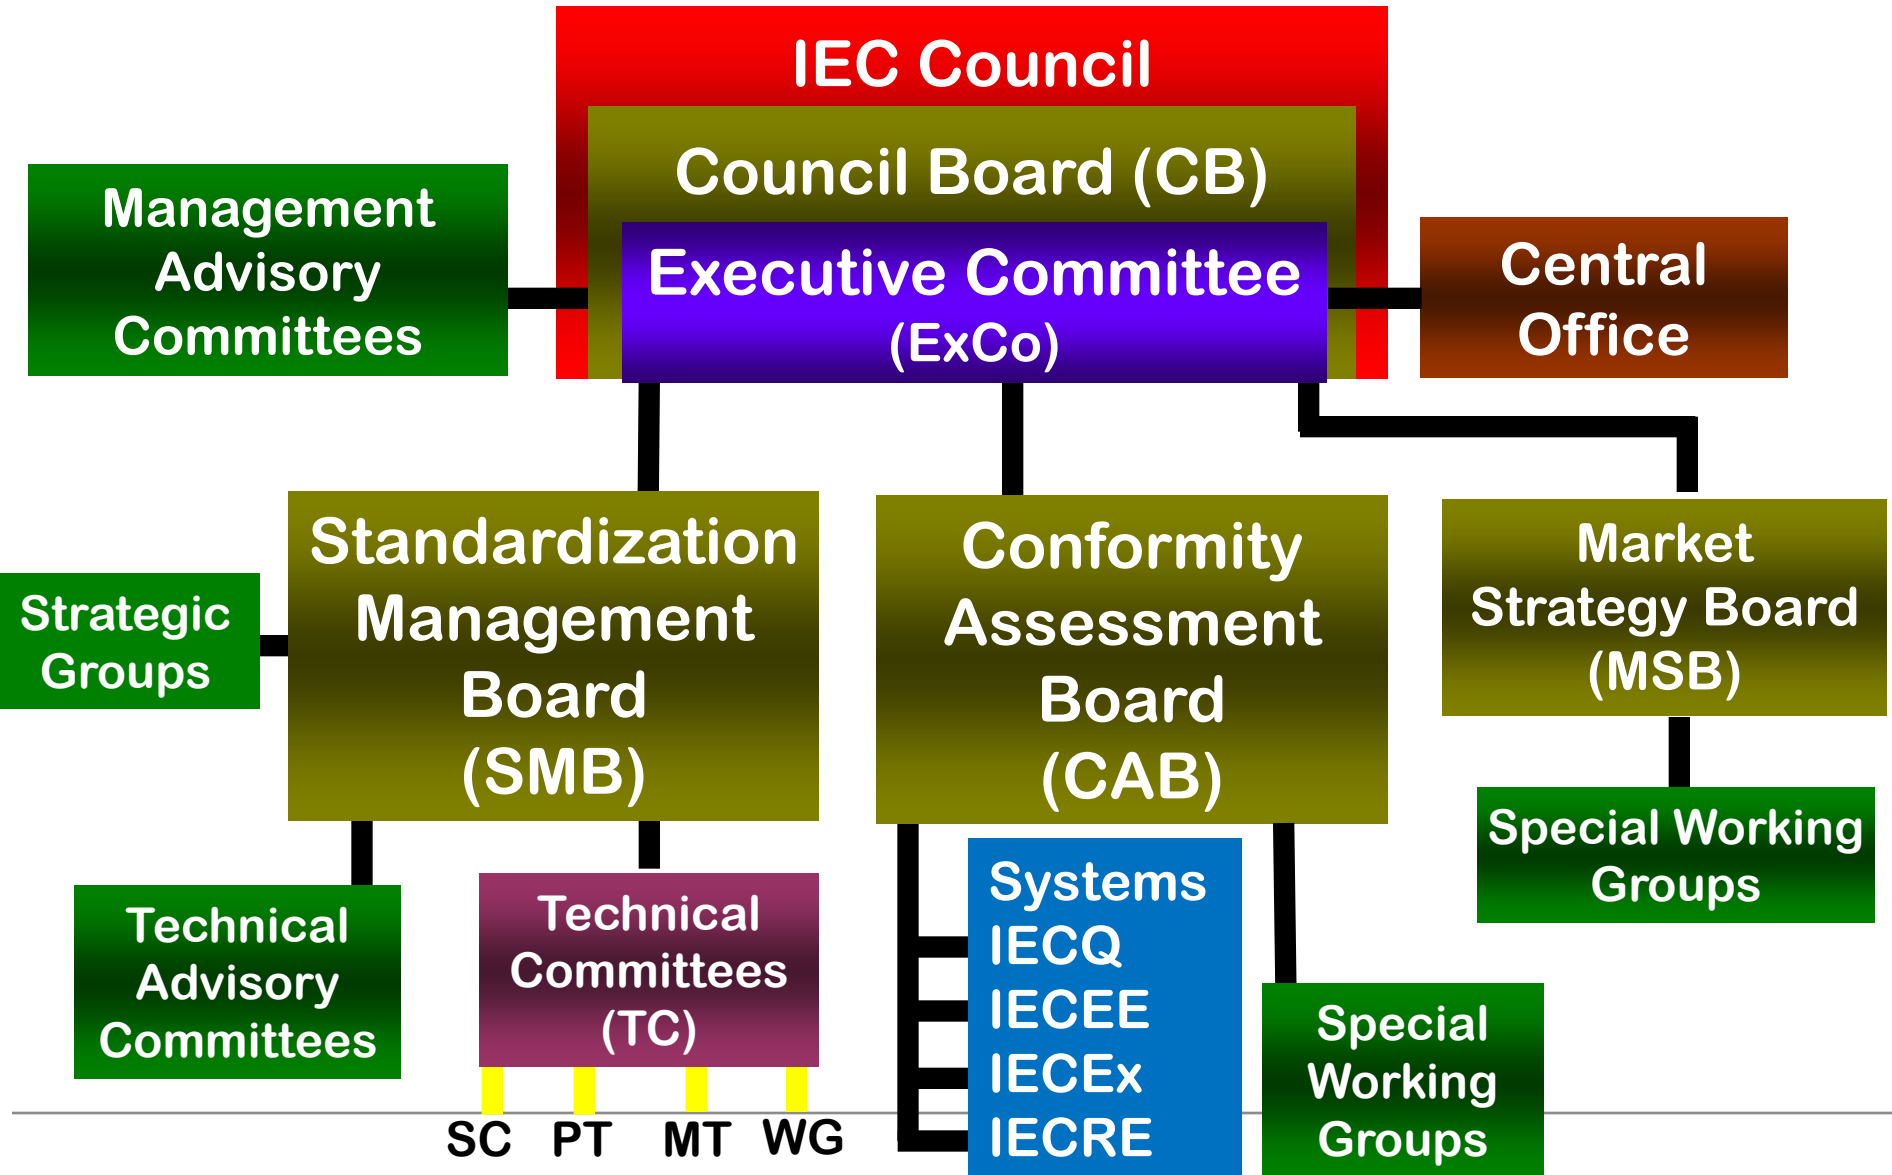 IEC Council
Council Board (CB)
Executive Committee
(ExCo)
Management
Advisory
Committees
Central
Office
Standardization
Management
Board
(SMB)
Strategic
Groups
Conformity
Assessment
Board
(CAB)
Market
Strategy Board
(MSB)
Special Working
Groups
Technical
Advisory
Committees
Technical
Committees
(TC)
SC PT MT WG
Systems
IECQ
IECEE
IECEx
IECRE
Special
Working
Groups